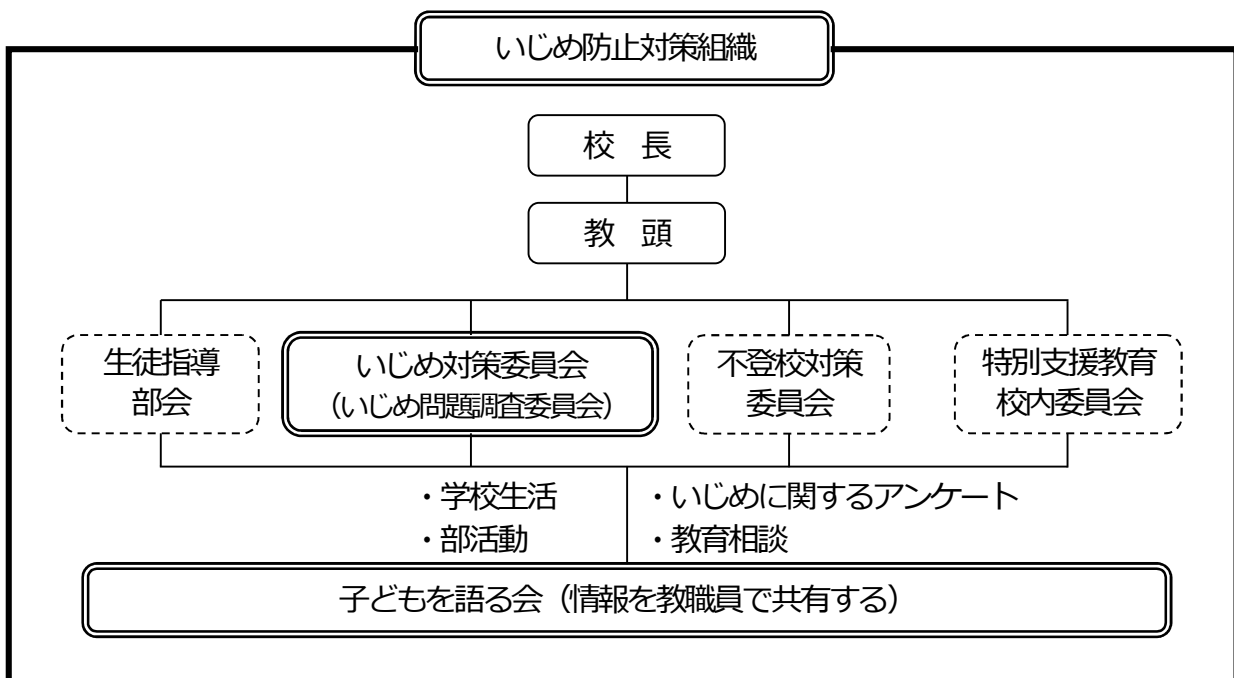 いじめ防止対策組織
校　長
教　頭
生徒指導
部会
いじめ対策委員会
（いじめ問題調査委員会）
不登校対策
委員会
特別支援教育
校内委員会
・学校生活
・部活動
・いじめに関するアンケート
・教育相談
子どもを語る会（情報を教職員で共有する）